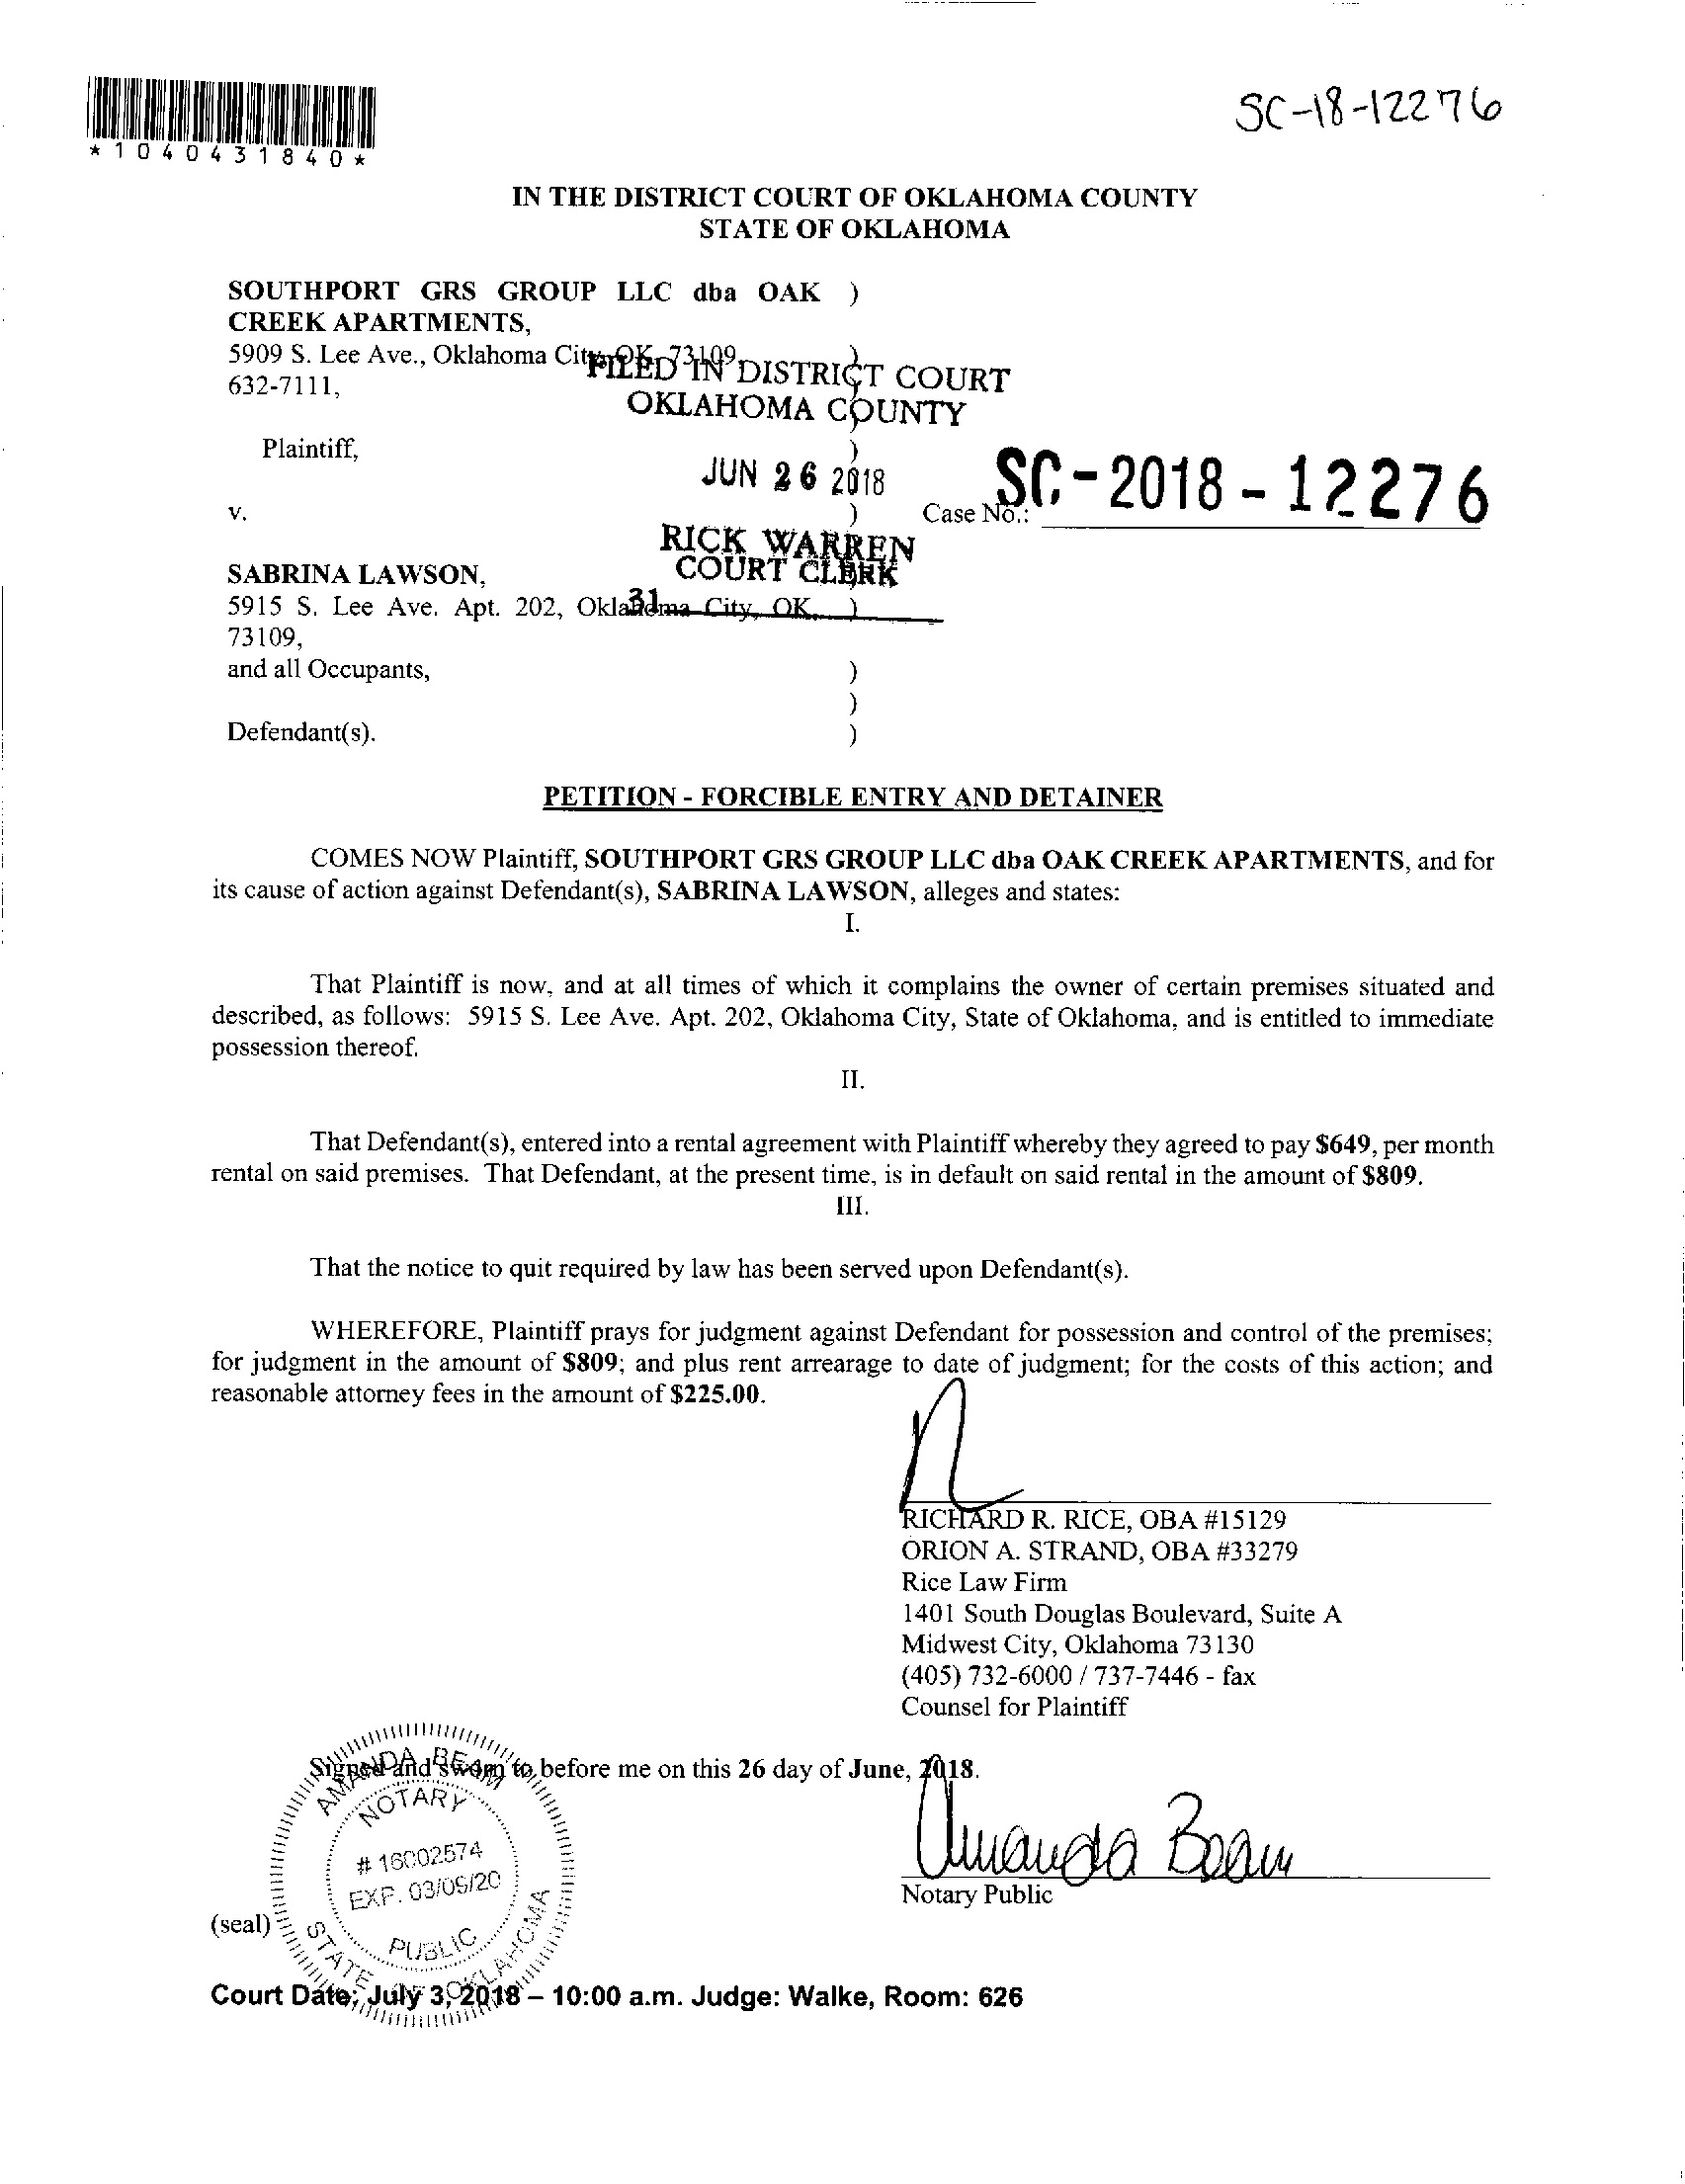 SC-18-12276
*1040431840*
IN THE DISTRICT COURT OF OKLAHOMA COUNTY
STATE OF OKLAHOMA
SOUTHPORT GRS GROUP LLC dba OAK )
CREEK APARTMENTS,
5909 S. Lee Ave., Oklahoma City, OK 73109, )
632-7111,
FILED IN DISTRICT COURT
OKLAHOMA COUNTY
Plaintiff, )
JUN 26 2018
SC-2018-12276
v. ) Case No.:
RICK WARREN
COURT CLERK
SABRINA LAWSON,
31
5915 S. Lee Ave. Apt. 202, Oklahoma City, OK, )
73109,
and all Occupants, )
)
Defendant(s). )
PETITION - FORCIBLE ENTRY AND DETAINER
COMES NOW Plaintiff, SOUTHPORT GRS GROUP LLC dba OAK CREEK APARTMENTS, and for
its cause of action against Defendant(s), SABRINA LAWSON, alleges and states:
I.
That Plaintiff is now, and at all times of which it complains the owner of certain premises situated and
described, as follows: 5915 S. Lee Ave. Apt. 202, Oklahoma City, State of Oklahoma, and is entitled to immediate
possession thereof.
II.
That Defendant(s), entered into a rental agreement with Plaintiff whereby they agreed to pay $649, per month
rental on said premises. That Defendant, at the present time, is in default on said rental in the amount of $809.
III.
That the notice to quit required by law has been served upon Defendant(s).
WHEREFORE, Plaintiff prays for judgment against Defendant for possession and control of the premises;
for judgment in the amount of $809; and plus rent arrearage to date of judgment; for the costs of this action; and
reasonable attorney fees in the amount of $225.00.
RICHARD R. RICE, OBA #15129
ORION A. STRAND, OBA #33279
Rice Law Firm
1401 South Douglas Boulevard, Suite A
Midwest City, Oklahoma 73130
(405) 732-6000 / 737-7446 - fax
Counsel for Plaintiff
Signed and sworn to before me on this 26 day of June, 2018.
AMANDA BEAM
NOTARY
# 16002574
EXP. 03/09/20
PUBLIC
STATE OF OKLAHOMA
Amanda Beam
Notary Public
(seal)
Court Date: July 3, 2018 – 10:00 a.m. Judge: Walke, Room: 626